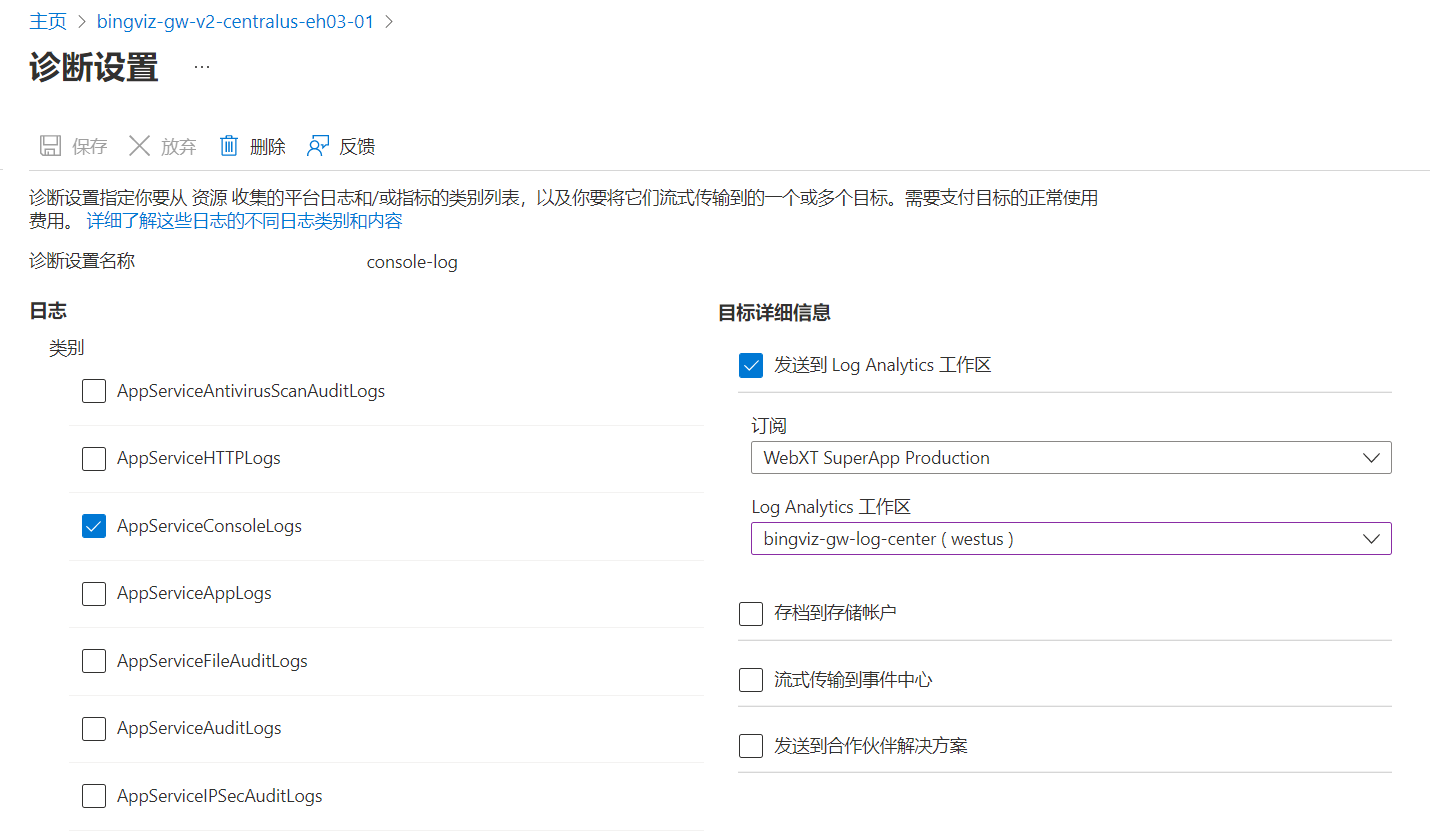 主页 > bingviz-gw-v2-centralus-eh03-01 >
诊断设置 ...
保存 放弃 删除 反馈
诊断设置指定你要从 资源 收集的平台日志和/或指标的类别列表，以及你要将它们流式传输到的一个或多个目标。需要支付目标的正常使用
费用。 详细了解这些日志的不同日志类别和内容
诊断设置名称 console-log
日志
类别
AppServiceAntivirusScanAuditLogs
AppServiceHTTPLogs
AppServiceConsoleLogs
AppServiceAppLogs
AppServiceFileAuditLogs
AppServiceAuditLogs
AppServiceIPSecAuditLogs
目标详细信息
发送到 Log Analytics 工作区
订阅
WebXT SuperApp Production
Log Analytics 工作区
bingviz-gw-log-center ( westus )
存档到存储帐户
流式传输到事件中心
发送到合作伙伴解决方案